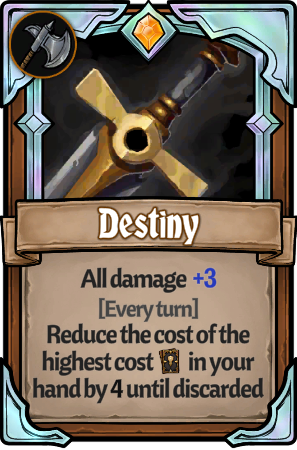 Destiny
All damage +3
[Every turn]
Reduce the cost of the
highest cost in your
hand by 4 until discarded